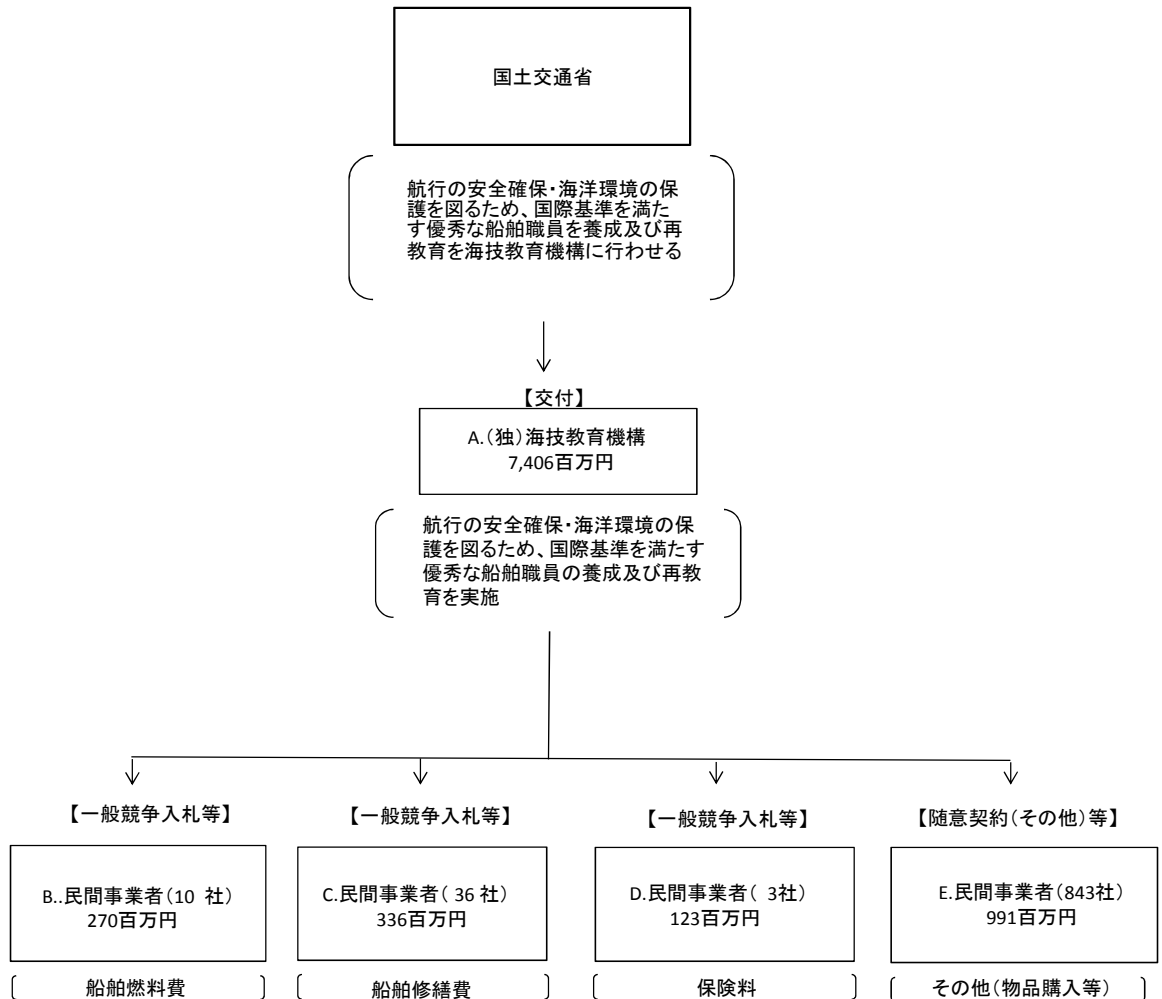 国土交通省
航行の安全確保・海洋環境の保
護を図るため、国際基準を満た
す優秀な船舶職員を養成及び再
教育を海技教育機構に行わせる
【交付】
A.(独)海技教育機構
7,406百万円
航行の安全確保・海洋環境の保
護を図るため、国際基準を満たす
優秀な船舶職員の養成及び再教
育を実施
【一般競争入札等】
【一般競争入札等】
【一般競争入札等】
【随意契約(その他)等】
B..民間事業者(10 社)
270百万円
C.民間事業者( 36 社)
336百万円
D.民間事業者( 3社)
123百万円
E.民間事業者(843社)
991百万円
船舶燃料費
船舶修繕費
保険料
その他(物品購入等)